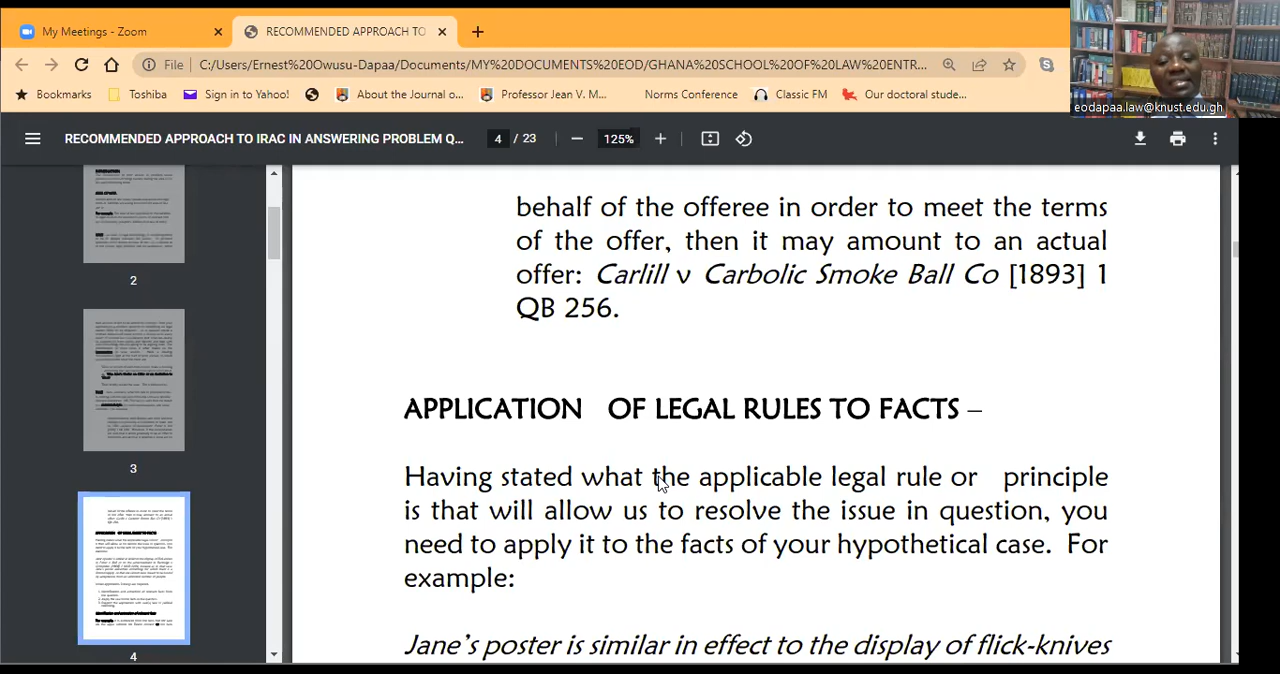 My Meetings - Zoom
RECOMMENDED APPROACH TO
File
C:/Users/Ernest%20Owusu-Dapaa/Documents/MY%20DOCUMENTS%20EOD/GHANA%20SCHOOL%20OF%20LAW%20ENTR...
Bookmarks
Toshiba
Sign in to Yahoo!
About the Journal o...
Professor Jean V. M...
Norms Conference
Classic FM
Our doctoral stude...
eodapaa.law@knust.edu.gh
RECOMMENDED APPROACH TO IRAC IN ANSWERING PROBLEM Q...
4 / 23
125%
2
3
4
behalf of the offeree in order to meet the terms
of the offer, then it may amount to an actual
offer: Carlill v Carbolic Smoke Ball Co [1893] 1
QB 256.
APPLICATION OF LEGAL RULES TO FACTS –
Having stated what the applicable legal rule or principle
is that will allow us to resolve the issue in question, you
need to apply it to the facts of your hypothetical case. For
example:
Jane's poster is similar in effect to the display of flick-knives